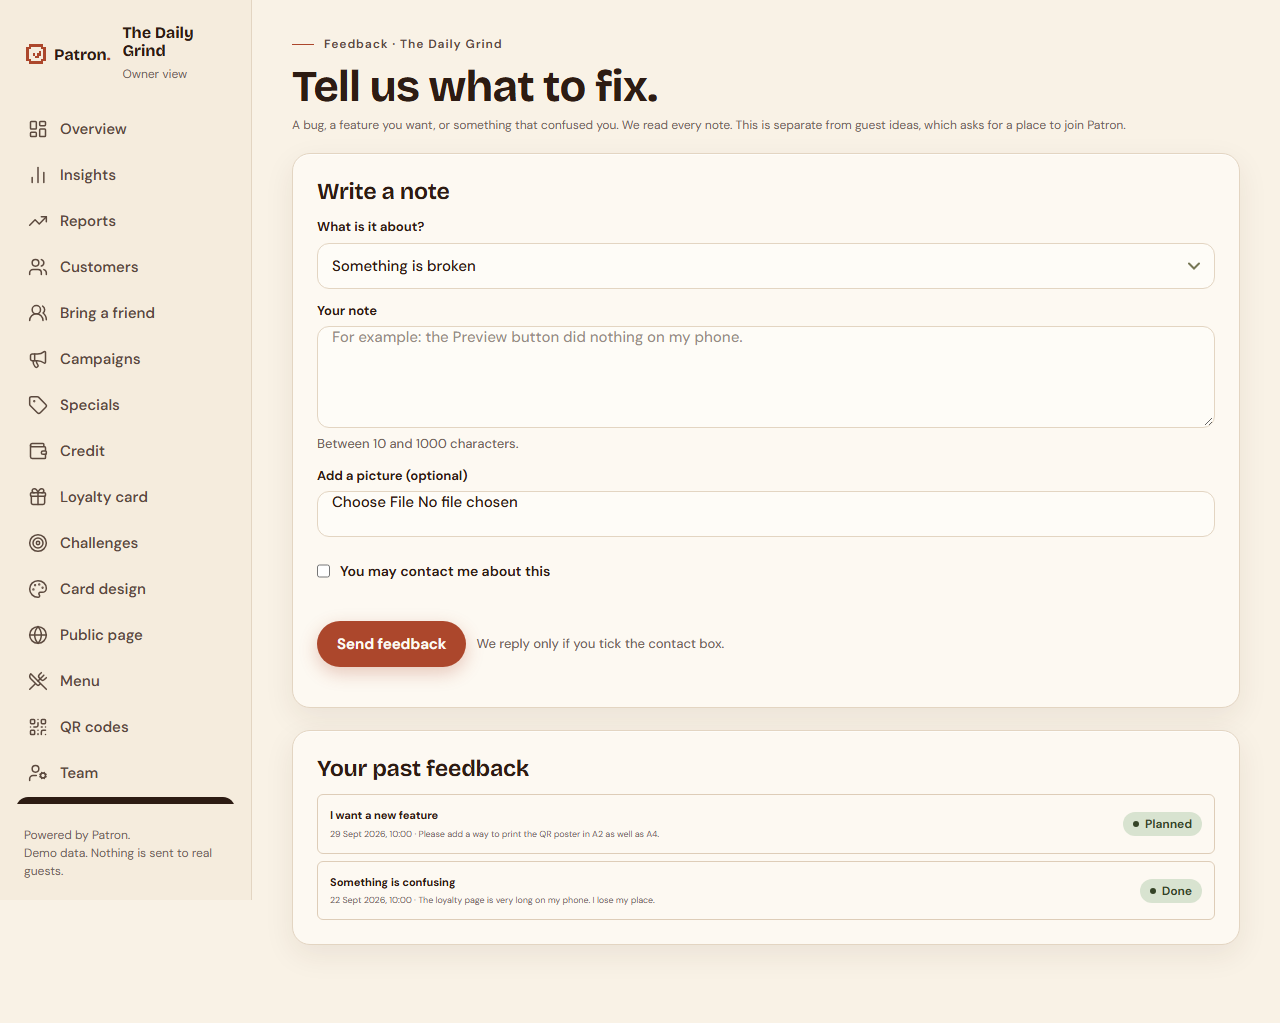 Patron.
The Daily
Grind
Owner view
Overview
Insights
Reports
Customers
Bring a friend
Campaigns
Specials
Credit
Loyalty card
Challenges
Card design
Public page
Menu
QR codes
Team
Powered by Patron.
Demo data. Nothing is sent to real
guests.
Feedback · The Daily Grind
Tell us what to fix.
A bug, a feature you want, or something that confused you. We read every note. This is separate from guest ideas, which asks for a place to join Patron.
Write a note
What is it about?
Something is broken
Your note
For example: the Preview button did nothing on my phone.
Between 10 and 1000 characters.
Add a picture (optional)
Choose File No file chosen
You may contact me about this
Send feedback
We reply only if you tick the contact box.
Your past feedback
I want a new feature
29 Sept 2026, 10:00 · Please add a way to print the QR poster in A2 as well as A4.
Planned
Something is confusing
22 Sept 2026, 10:00 · The loyalty page is very long on my phone. I lose my place.
Done